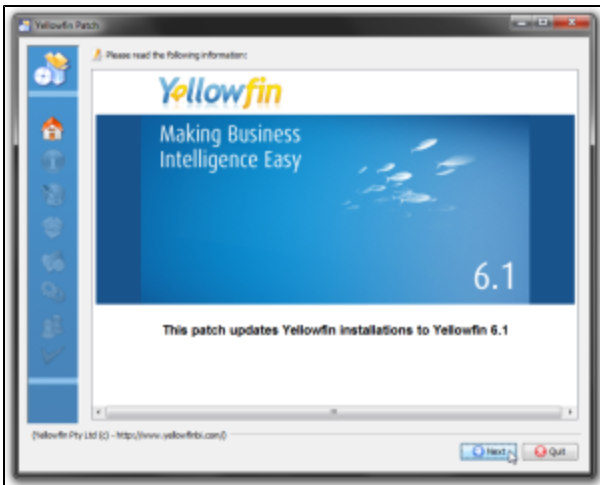 Yellowfin Patch
Please read the following information:
Yellowfin
Making Business
Intelligence Easy
6.1
This patch updates Yellowfin installations to Yellowfin 6.1
(Yellowfin Pty Ltd (c) - http://www.yellowfinbi.com/)
Next
Quit